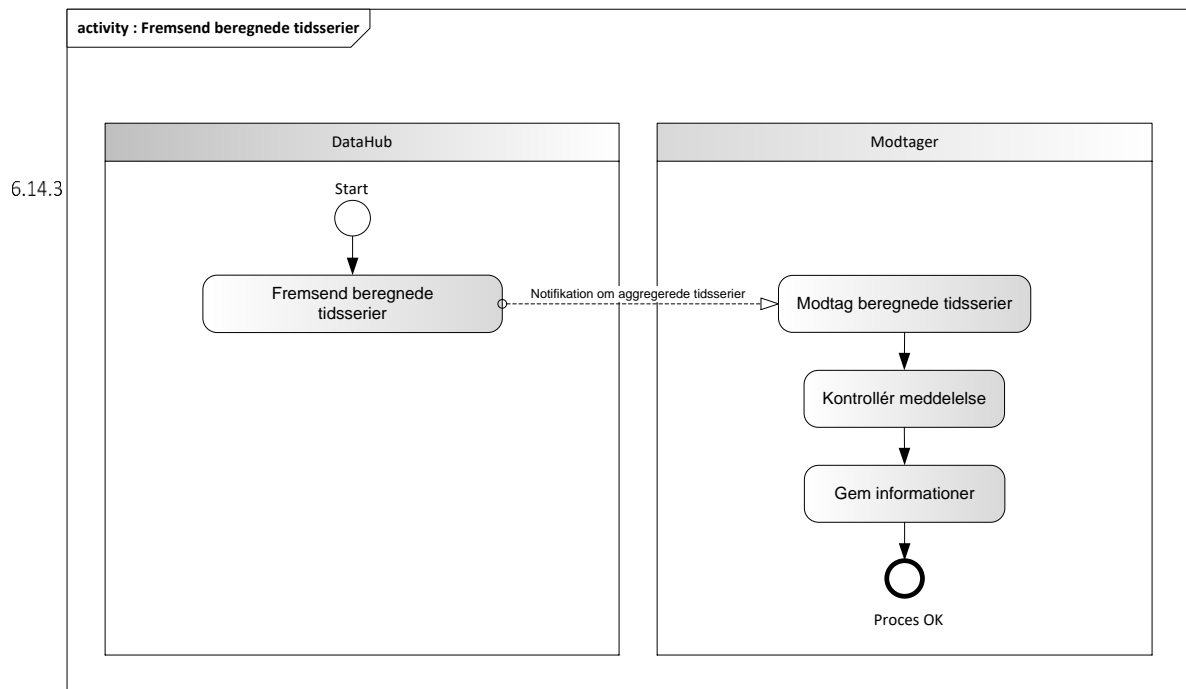 activity : Fremsend beregnede tidsserier
DataHub
Modtager
6.14.3
Start
Fremsend beregnede
tidsserier
Notifikation om aggregerede tidsserier
Modtag beregnede tidsserier
Kontrollér meddelelse
Gem informationer
Proces OK